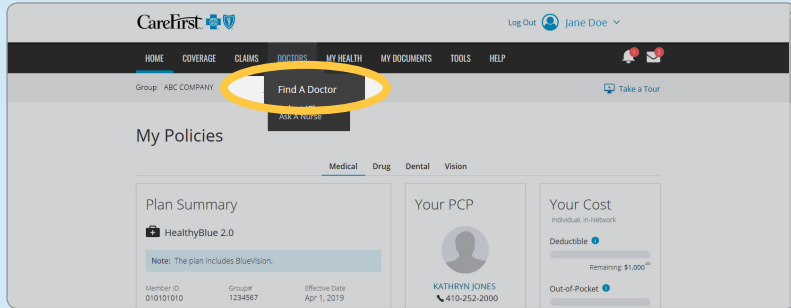 CareFirst
Log Out Jane Doe
HOME COVERAGE CLAIMS DOCTORS MY HEALTH MY DOCUMENTS TOOLS HELP
1 1
Group: ABC COMPANY
Find A Doctor
Take a Tour
Ask A Nurse
My Policies
Medical Drug Dental Vision
Plan Summary
HealthyBlue 2.0
Note: The plan includes BlueVision.
Member ID Group# Effective Date
010101010 1234567 Apr 1, 2019
Your PCP
KATHRYN JONES
410-252-2000
Your Cost
Individual, In-Network
Deductible
Remaining: $1,000
Out-of-Pocket